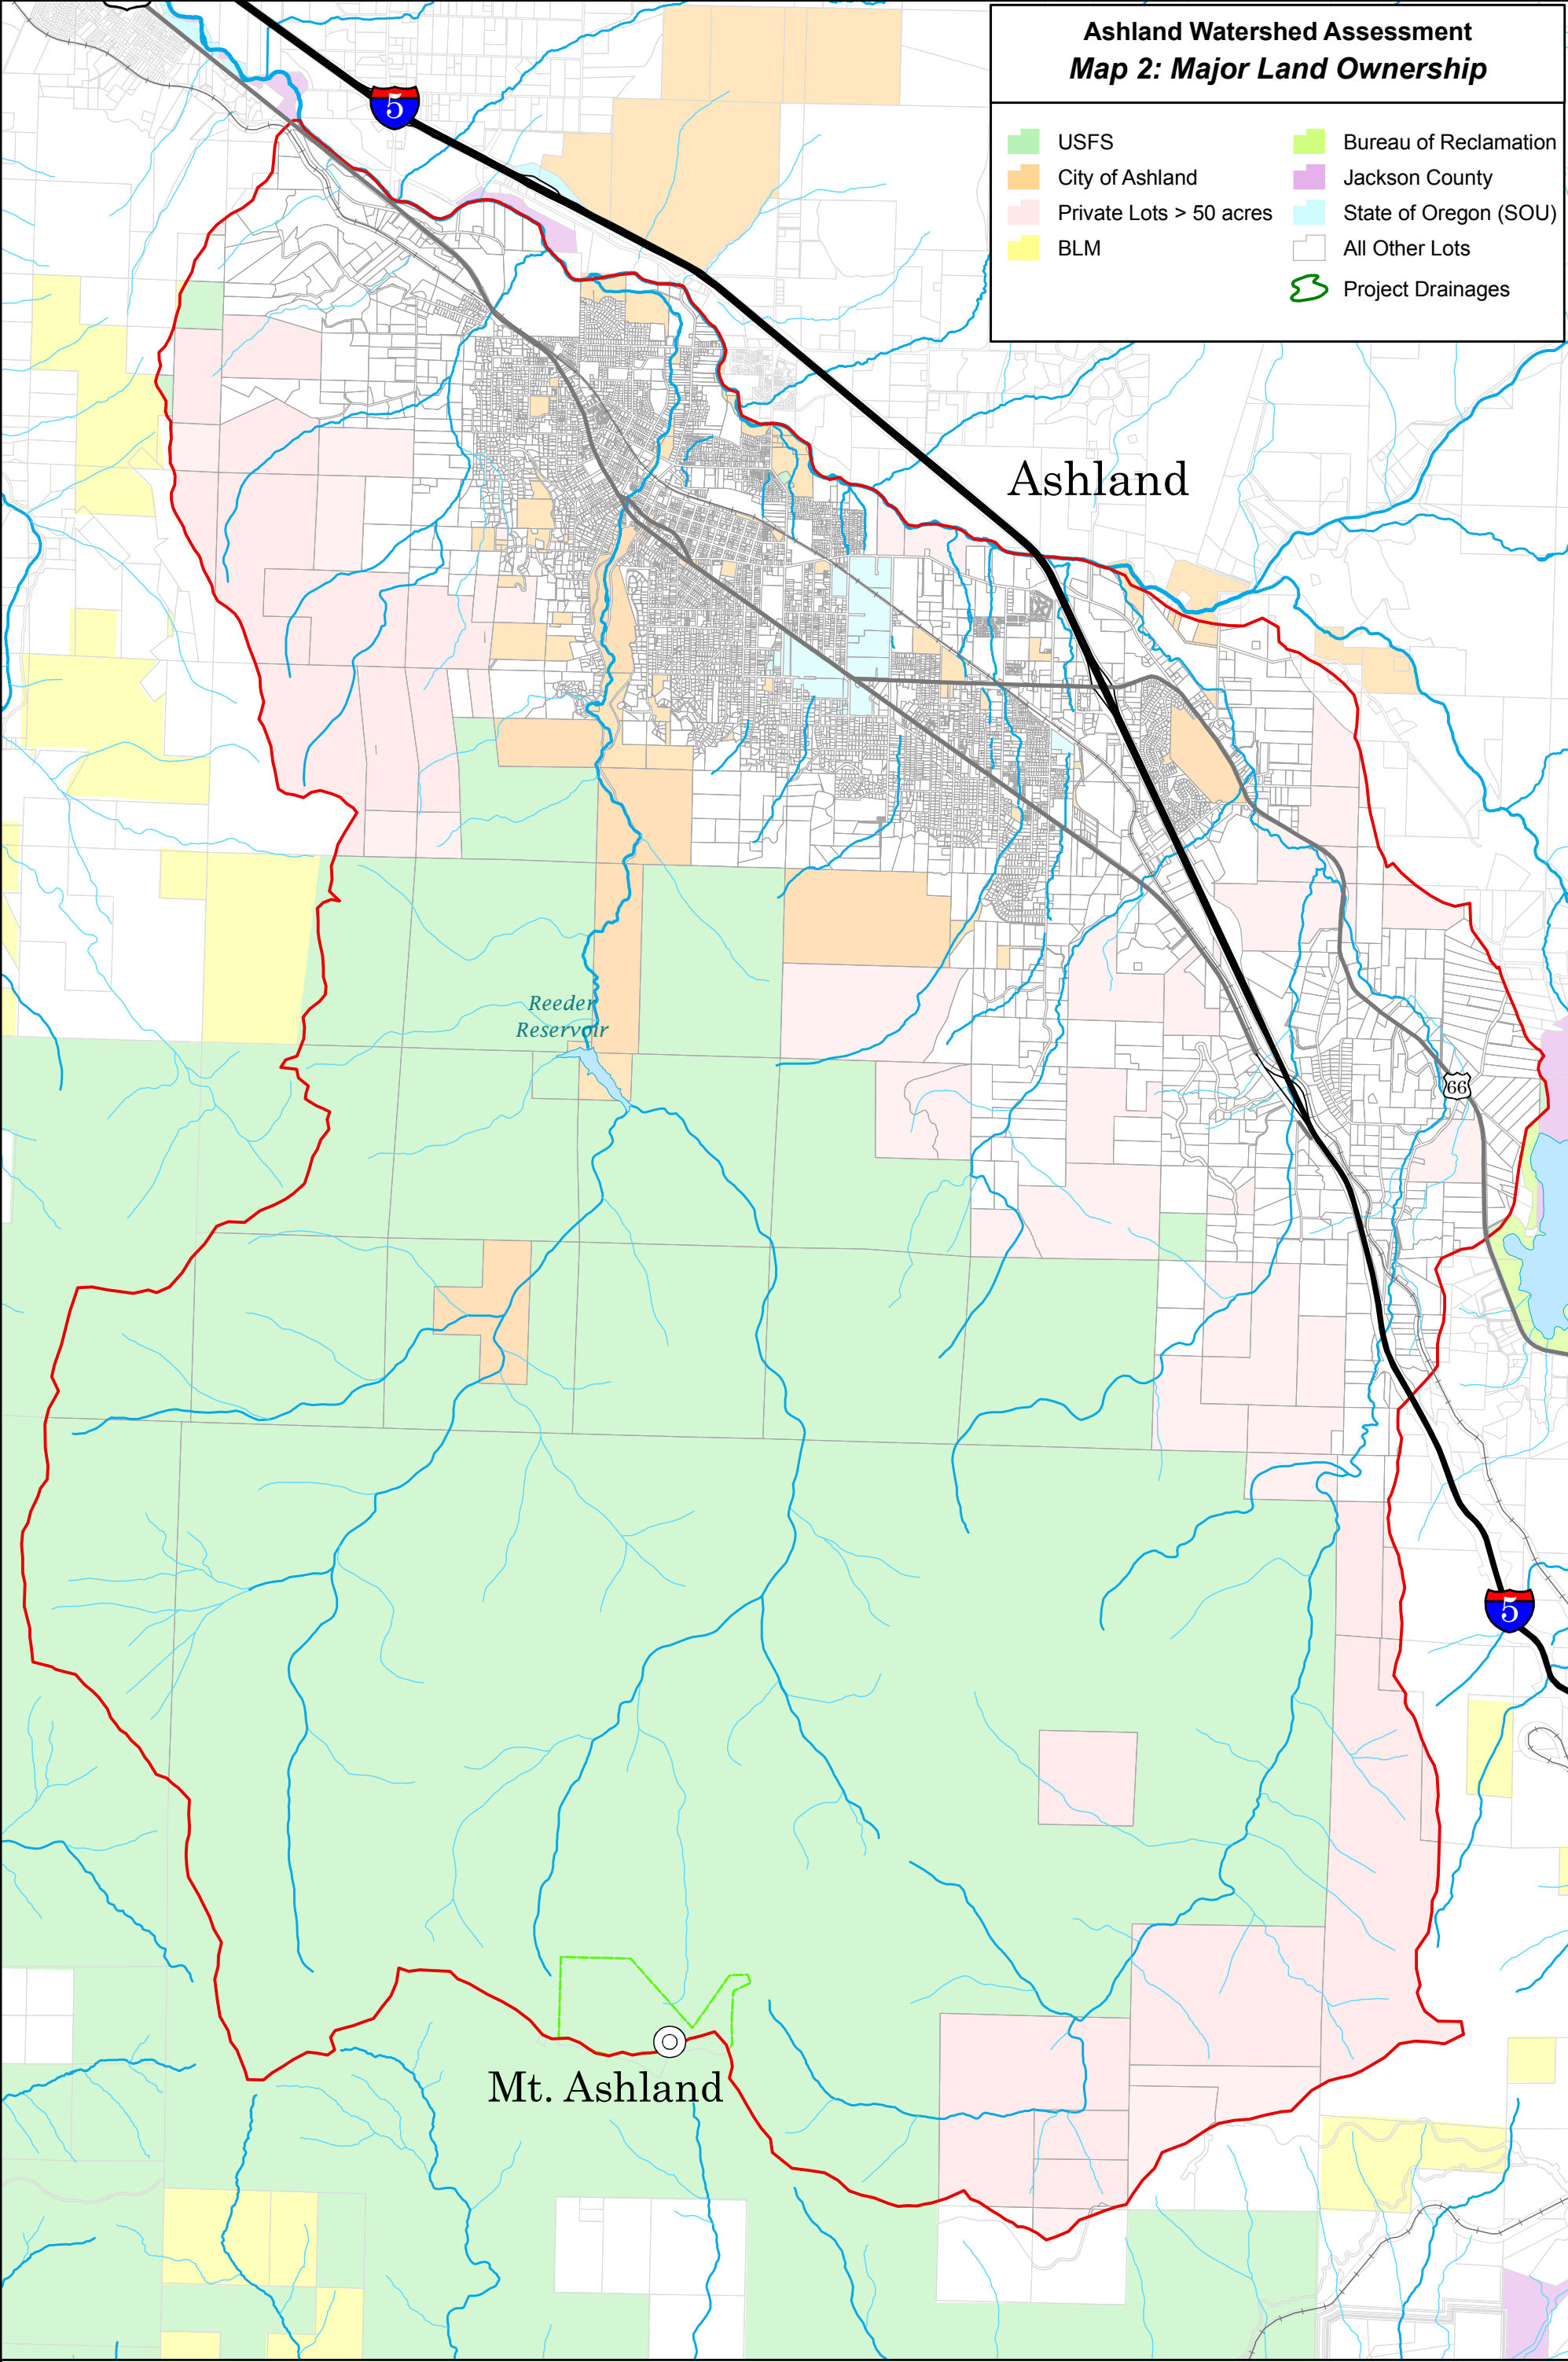 Ashland Watershed Assessment
Map 2: Major Land Ownership
USFS
City of Ashland
Private Lots > 50 acres
BLM
Bureau of Reclamation
Jackson County
State of Oregon (SOU)
All Other Lots
Project Drainages
5
Ashland
Reeder
Reservoir
66
5
Mt. Ashland